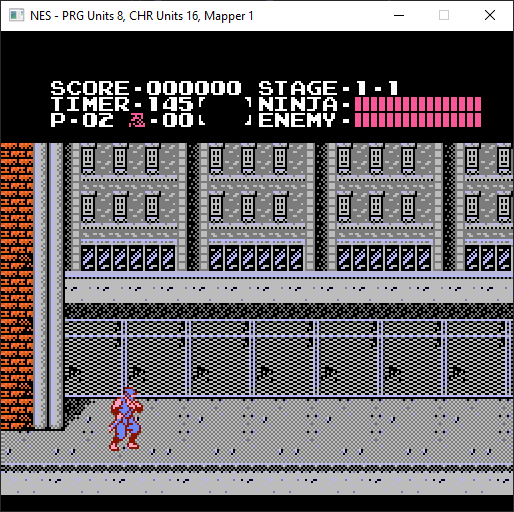 NES - PRG Units 8, CHR Units 16, Mapper 1
SCORE-000000 STAGE-1-1
TIMER-145 NINJA-
P-02 -00 ENEMY-